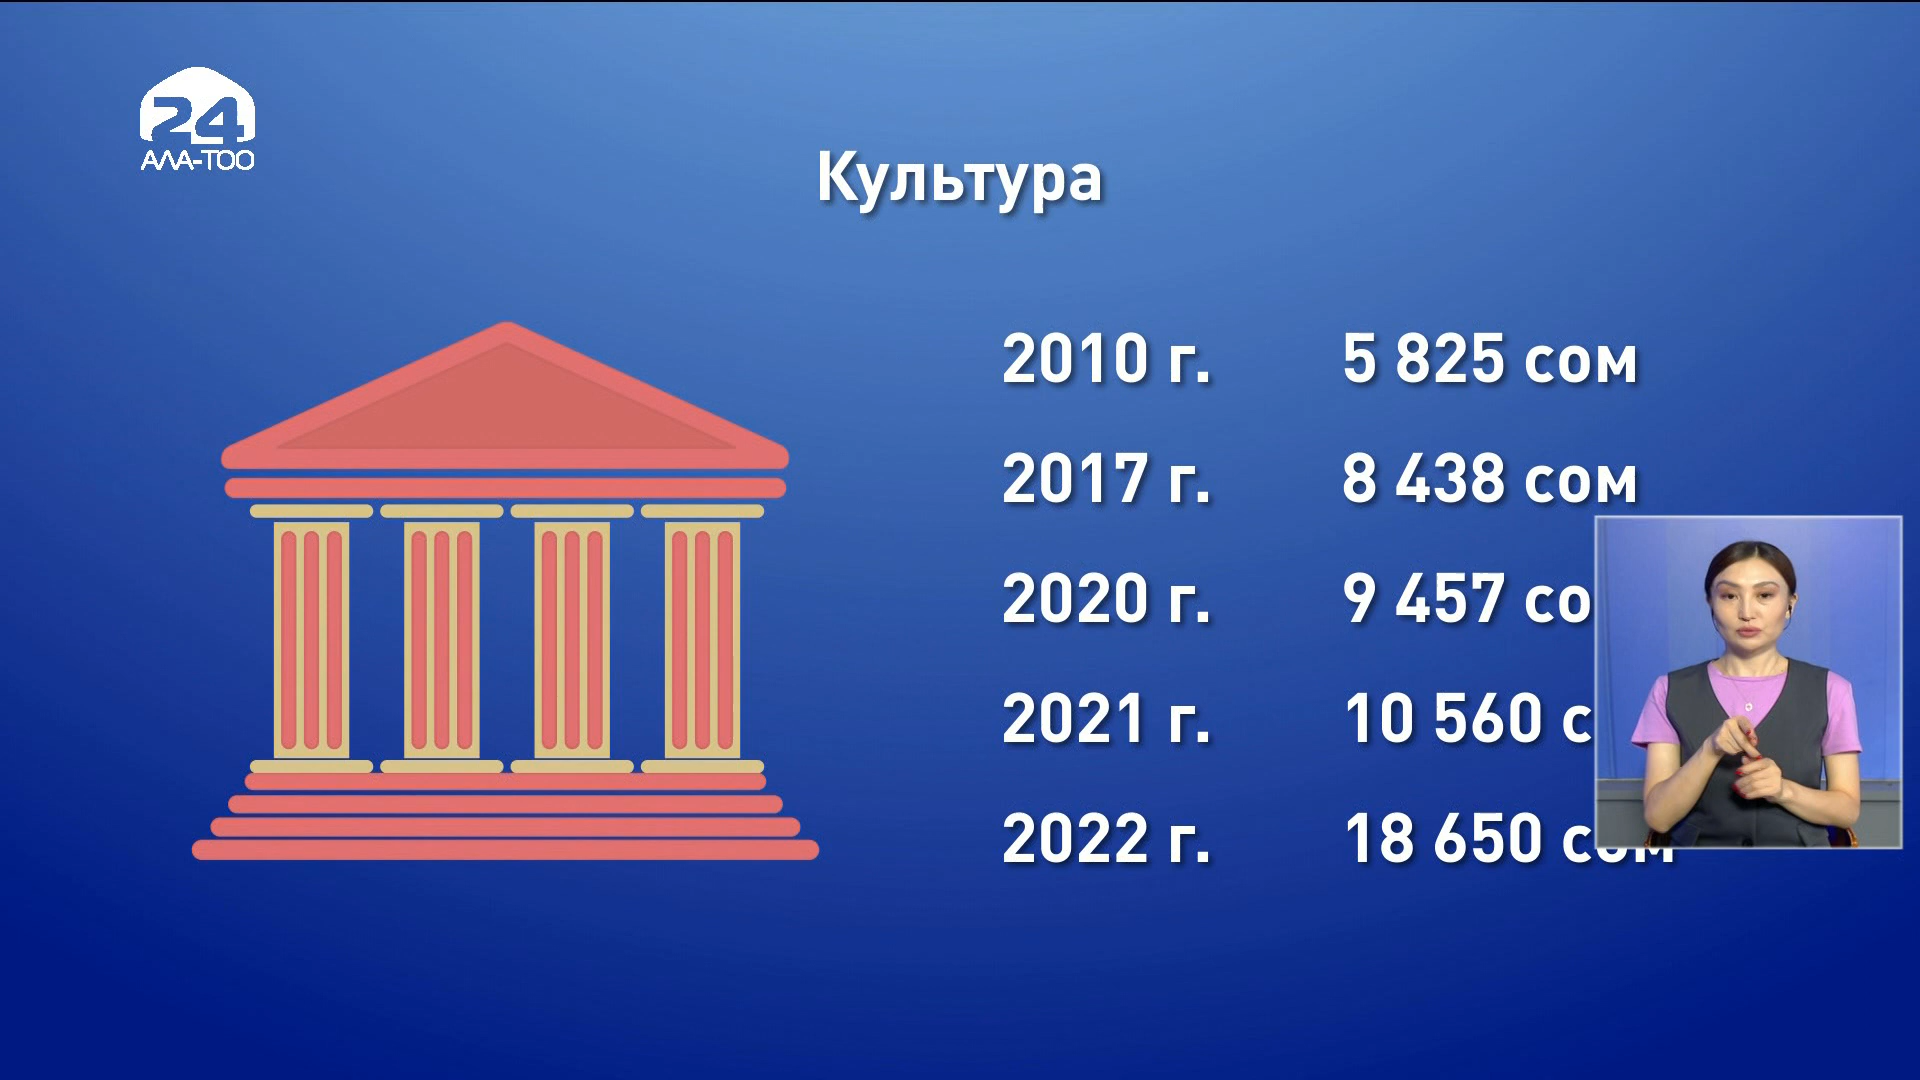 24
АЛА-ТОО
Культура
2010 г. 5 825 сом
2017 г. 8 438 сом
2020 г. 9 457 со
2021 г. 10 560 с
2022 г. 18 650 сом